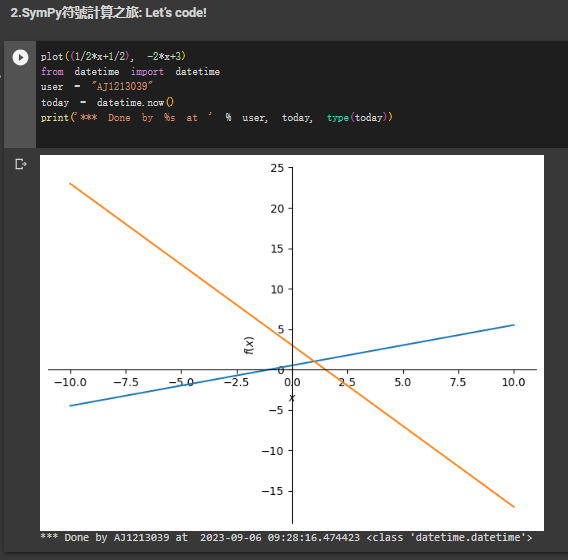 2.SymPy符號計算之旅: Let's code!
plot((1/2*x+1/2), -2*x+3)
from datetime import datetime
user = "AJ1213039"
today = datetime.now()
print('*** Done by %s at ' % user, today, type(today))
25
20
15
10
5
0
−5
−10
−15
f(x)
−10.0 −7.5 −5.0 −2.5 0.0 2.5 5.0 7.5 10.0
x
*** Done by AJ1213039 at  2023-09-06 09:28:16.474423 <class 'datetime.datetime'>